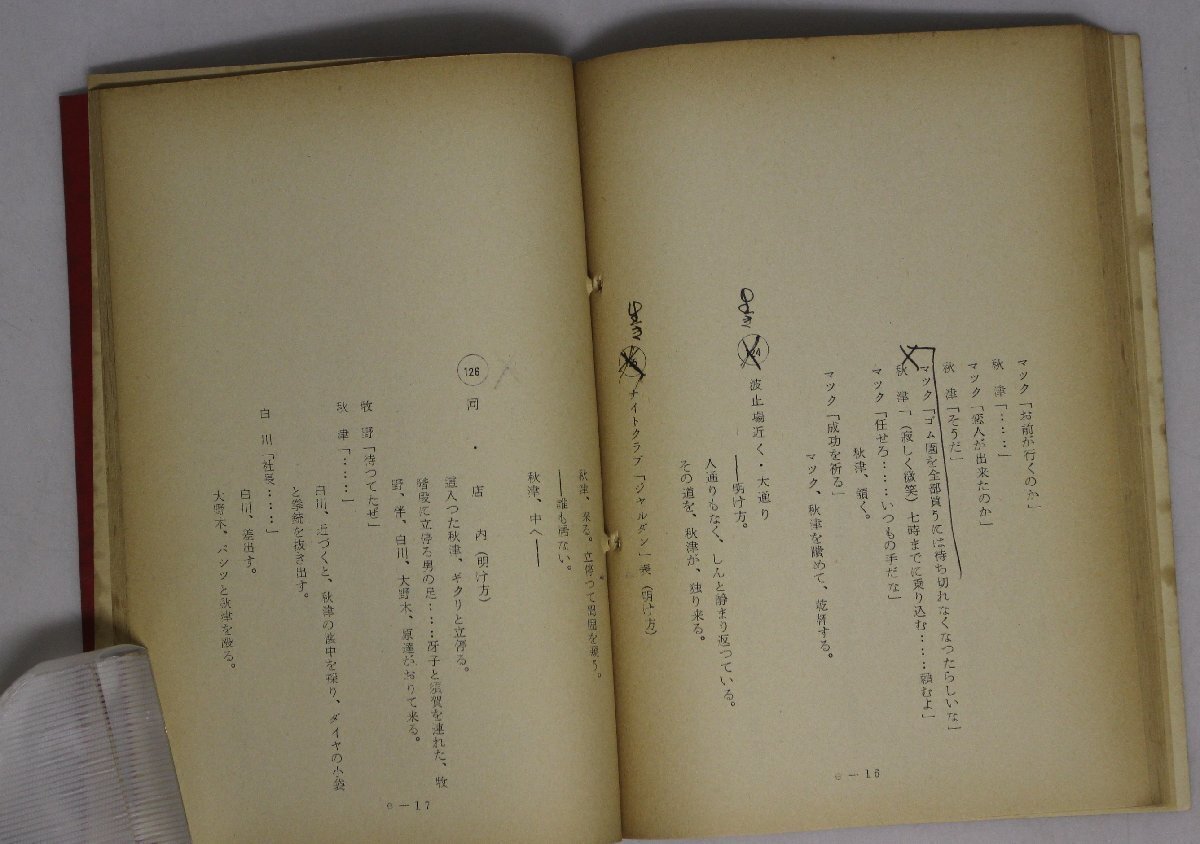 マック「お前が行くのか」
秋津「・・・・」
マック「恋人が出来たのか」
秋津「そうだ」
マック「ゴム園を全部買うには待ち切れなくなつたらしいな」
秋津「(寂しく微笑)七時までに乗り込む・・・・頼むよ」
マック「任せろ・・・・いつもの手だな」
秋津、頷く。
マック「成功を祈る」
マック、秋津を眺めて、乾杯する。
生き
波止場近く・大通り
――明け方。
人通りもなく、しんと静まり返つている。
その道を、秋津が、独り来る。
生き
ナイトクラブ「ジャルダン」表(明け方)
⊖―16
秋津、来る。立停つて周囲を窺う。
――誰も居ない。
秋津、中へ――
126 同・店内(明け方)
這入つた秋津、ギクリと立停る。
階段に立停る男の足・・・・冴子と須賀を連れた、牧
野、伴、白川、大野木、原達がおりて来る。
牧野「待つてたぜ」
秋津「・・・・」
白川、近づくと、秋津の懐中を探り、ダイヤの小袋
と拳銃を抜き出す。
白川「社長・・・・」
白川、差出す。
大野木、パシツと秋津を殴る。
⊖―17